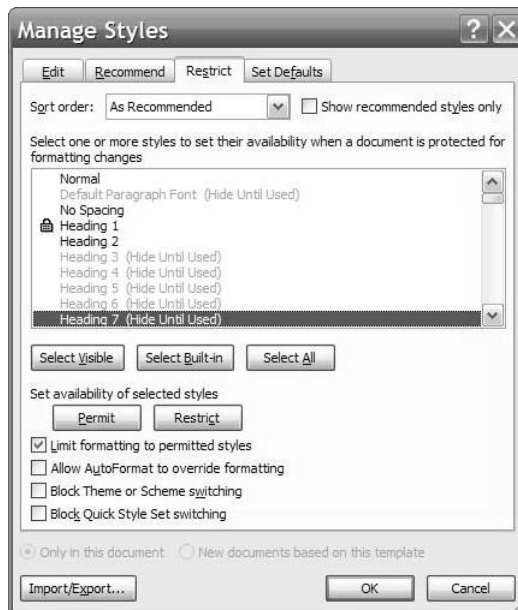 Manage Styles
Edit Recommend Restrict Set Defaults
Sort order: As Recommended Show recommended styles only
Select one or more styles to set their availability when a document is protected for
formatting changes
Normal
Default Paragraph Font (Hide Until Used)
No Spacing
Heading 1
Heading 2
Heading 3 (Hide Until Used)
Heading 4 (Hide Until Used)
Heading 5 (Hide Until Used)
Heading 6 (Hide Until Used)
Heading 7 (Hide Until Used)
Select Visible Select Built-in Select All
Set availability of selected styles
Permit Restrict
Limit formatting to permitted styles
Allow AutoFormat to override formatting
Block Theme or Scheme switching
Block Quick Style Set switching
Only in this document New documents based on this template
Import/Export... OK Cancel